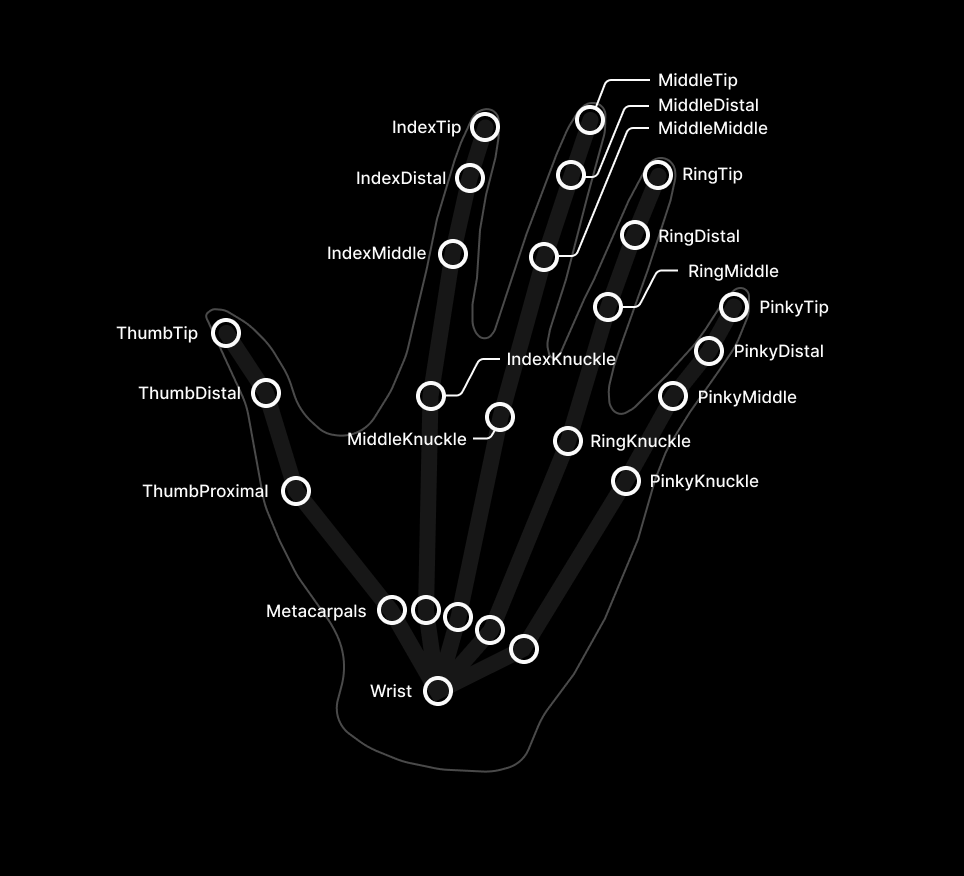 MiddleTip
MiddleDistal
IndexTip
MiddleMiddle
RingTip
IndexDistal
RingDistal
IndexMiddle
RingMiddle
PinkyTip
ThumbTip
PinkyDistal
IndexKnuckle
ThumbDistal
PinkyMiddle
MiddleKnuckle
RingKnuckle
PinkyKnuckle
ThumbProximal
Metacarpals
Wrist